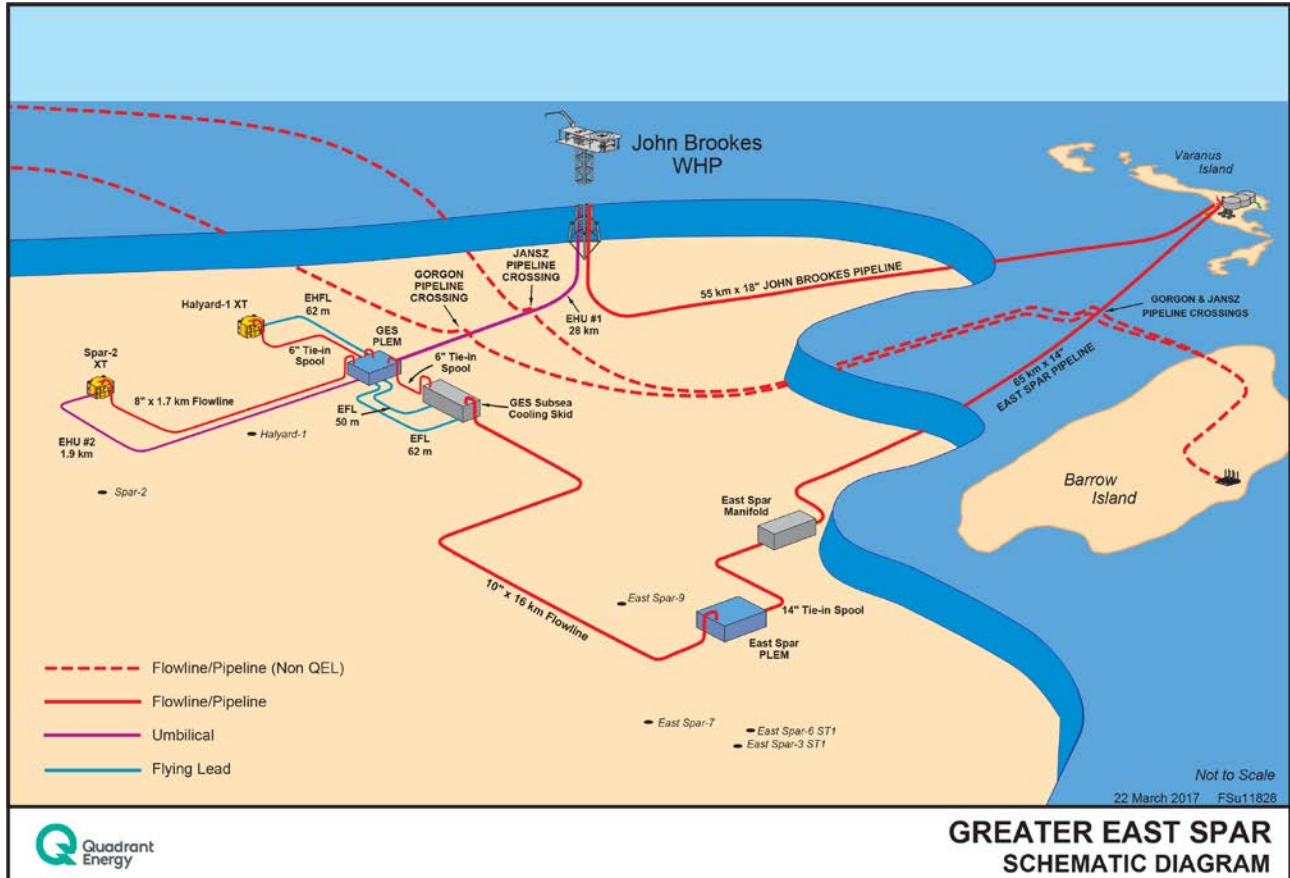 John Brookes
WHP
Varanus
Island
JANSZ
PIPELINE
CROSSING
GORGON
PIPELINE
CROSSING
55 km x 18" JOHN BROOKES PIPELINE
GORGON & JANSZ
PIPELINE CROSSINGS
Halyard-1 XT
EHFL
62 m
GES
PLEM
EHU #1
28 km
6" Tie-in
Spool
6" Tie-in
Spool
Spar-2
XT
8" x 1.7 km Flowline
GES Subsea
Cooling Skid
65 km x 14"
EAST SPAR PIPELINE
EFL
50 m
EFL
62 m
EHU #2
1.9 km
Halyard-1
Spar-2
Barrow
Island
East Spar
Manifold
10" x 16 km Flowline
East Spar-9
14" Tie-in Spool
East Spar
PLEM
Flowline/Pipeline (Non QEL)
Flowline/Pipeline
Umbilical
Flying Lead
East Spar-7
East Spar-6 ST1
East Spar-3 ST1
Not to Scale
22 March 2017 FSu11828
Quadrant
Energy
GREATER EAST SPAR
SCHEMATIC DIAGRAM